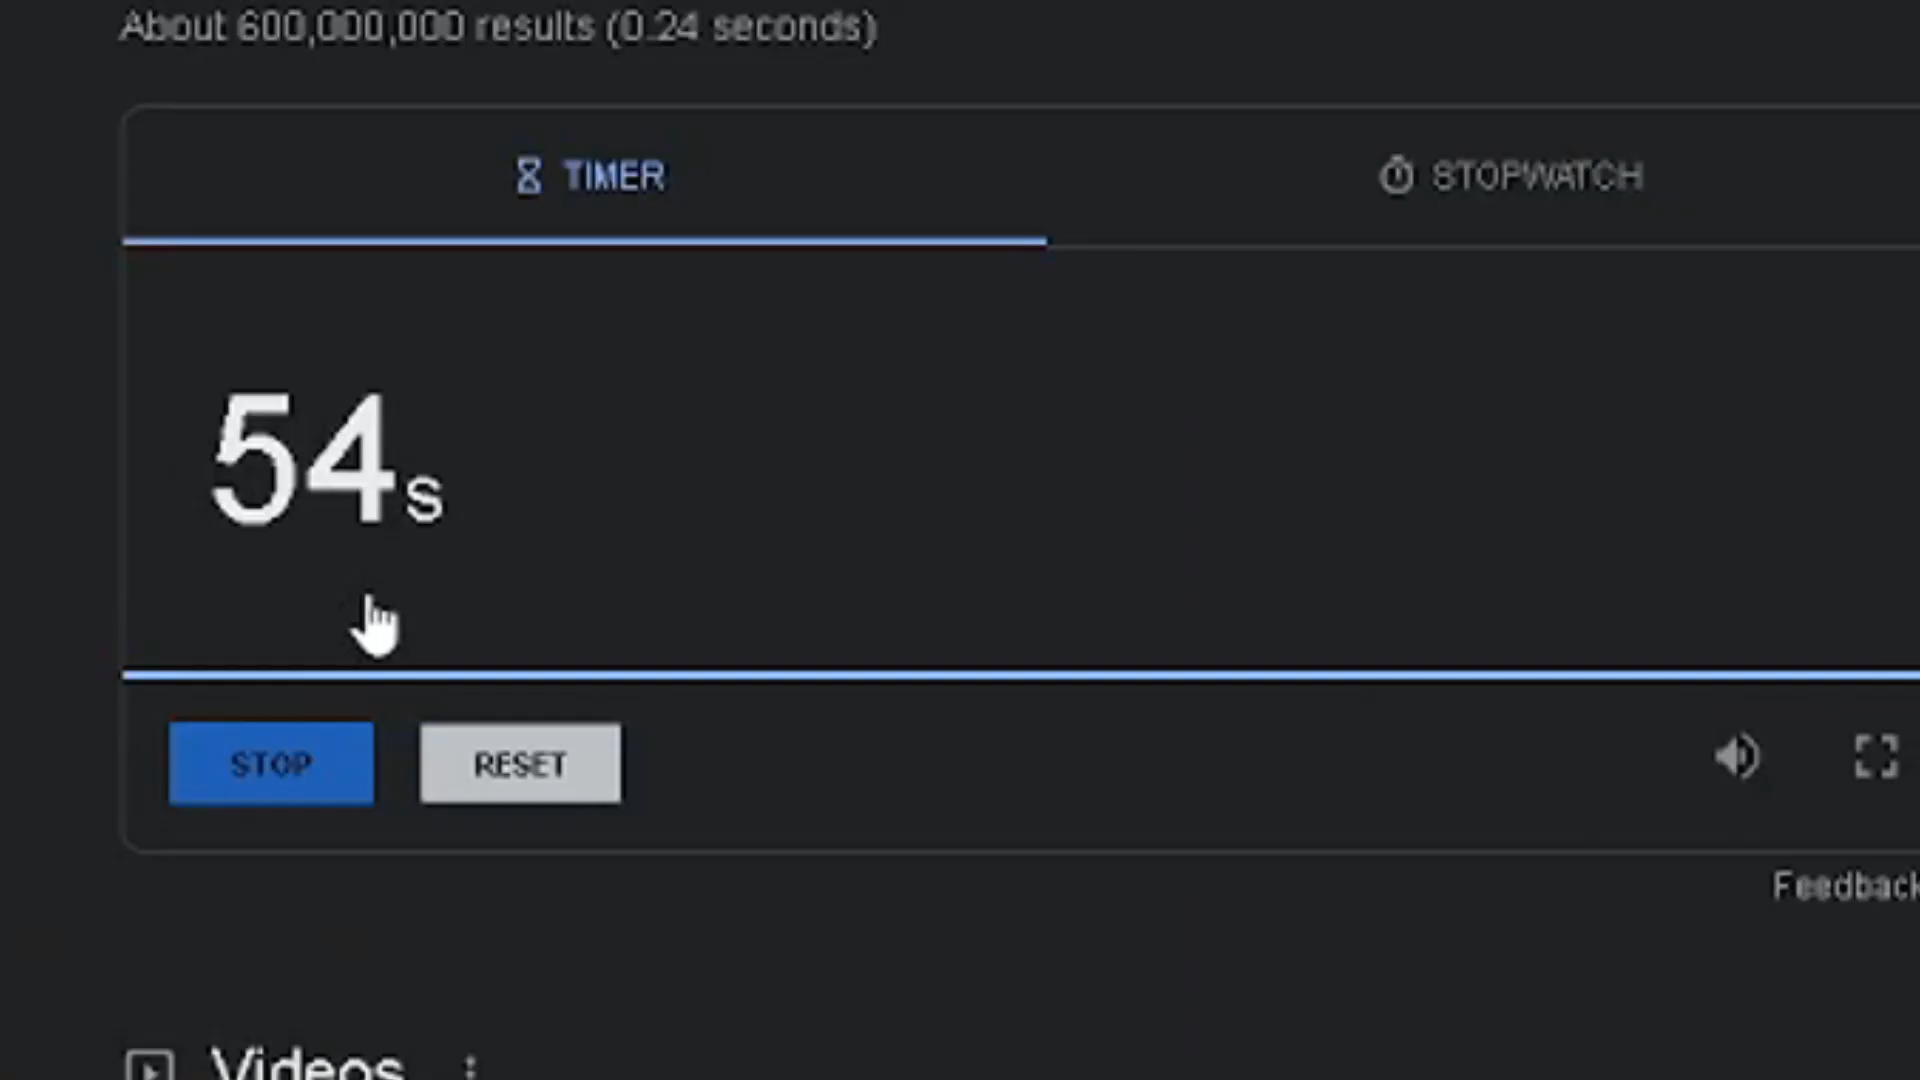 About 600,000,000 results (0.24 seconds)
TIMER
STOPWATCH
54s
STOP
RESET
Feedback
Videos